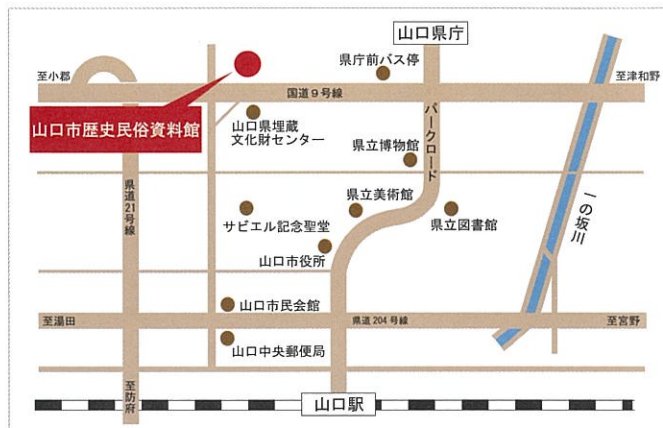 山口県庁
県庁前バス停
至小郡
至津和野
国道9号線
山口市歴史民俗資料館
山口県埋蔵
文化財センター
パークロード
県立博物館
県道21号線
県立美術館
サビエル記念聖堂
県立図書館
一の坂川
山口市役所
山口市民会館
至湯田
県道204号線
至宮野
山口中央郵便局
至防府
山口駅